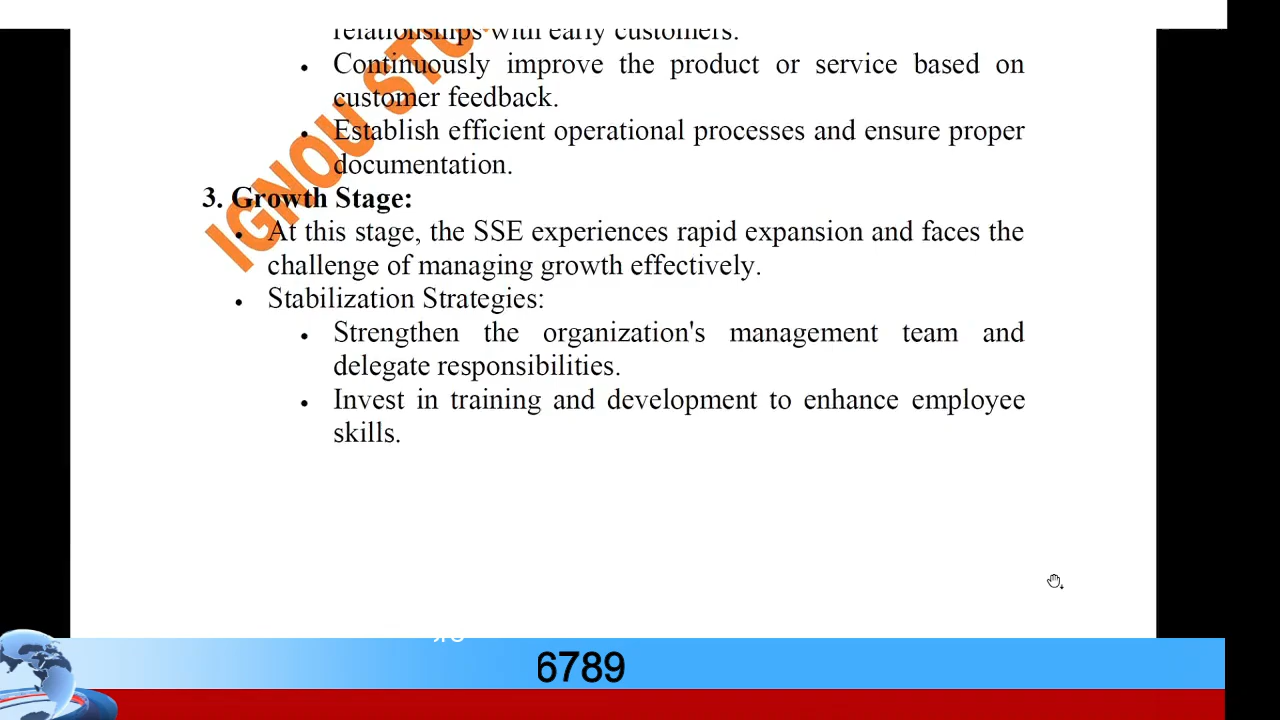 relationships with early customers.
• Continuously improve the product or service based on
customer feedback.
• Establish efficient operational processes and ensure proper
documentation.
3. Growth Stage:
• At this stage, the SSE experiences rapid expansion and faces the
challenge of managing growth effectively.
• Stabilization Strategies:
• Strengthen the organization's management team and
delegate responsibilities.
• Invest in training and development to enhance employee
skills.
IGNOU
6789